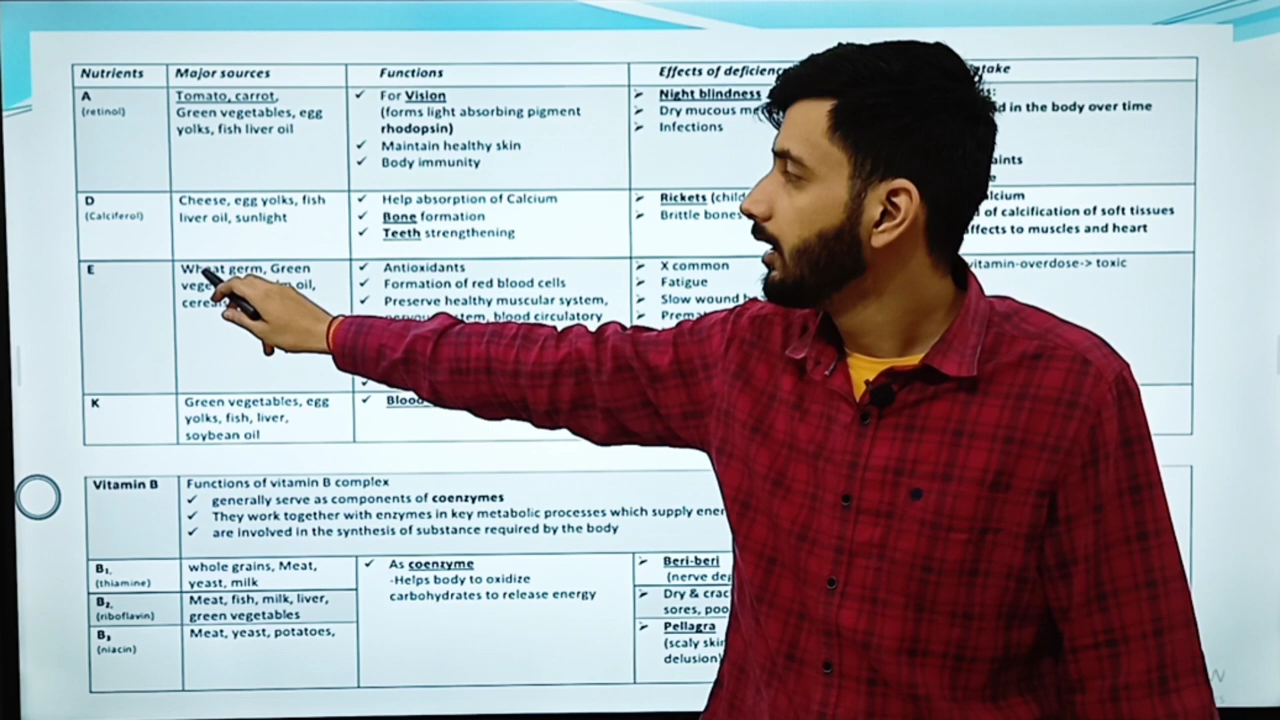 Nutrients Major sources Functions Effects of
A Tomato, carrot, For Vision Night blindness
(retinol) Green vegetables, egg (forms light absorbing pigment Dry mucous
yolks, fish liver oil rhodopsin) Infections in the body over time
Maintain healthy skin
Body immunity
D Cheese, egg yolks, fish Help absorption of Calcium Rickets
(Calciferol) liver oil, sunlight Bone formation Brittle bones of calcification of soft tissues
Teeth strengthening to muscles and heart
E germ, Green Antioxidants X common vitamin-overdose-> toxic
oil, Formation of red blood cells Fatigue
Preserve healthy muscular system, Slow wound
blood circulatory
K Green vegetables, egg Blood
yolks, fish, liver,
soybean oil
Vitamin B Functions of vitamin B complex
generally serve as components of coenzymes
They work together with enzymes in key metabolic processes which supply
are involved in the synthesis of substance required by the body
B₁, whole grains, Meat, As coenzyme Beri-beri
(thiamine) yeast, milk -Helps body to oxidize (nerve
B₂, Meat, fish, milk, liver, carbohydrates to release energy Dry &
(riboflavin) green vegetables sores,
B₃ Meat, yeast, potatoes, Pellagra
(niacin) (scaly
delusion)